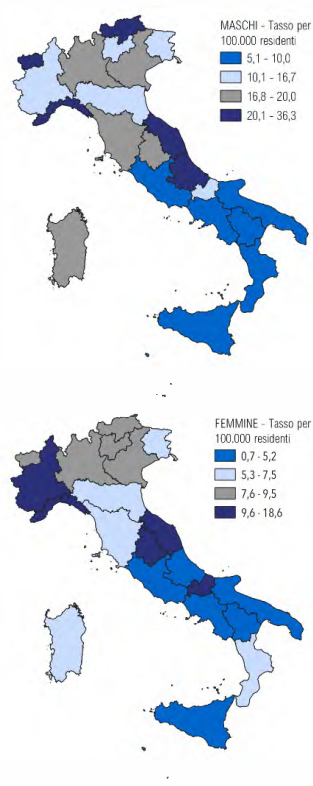 MASCHI - Tasso per
100.000 residenti
5,1 - 10,0
10,1 - 16,7
16,8 - 20,0
20,1 - 36,3
FEMMINE - Tasso per
100.000 residenti
0,7 - 5,2
5,3 - 7,5
7,6 - 9,5
9,6 - 18,6